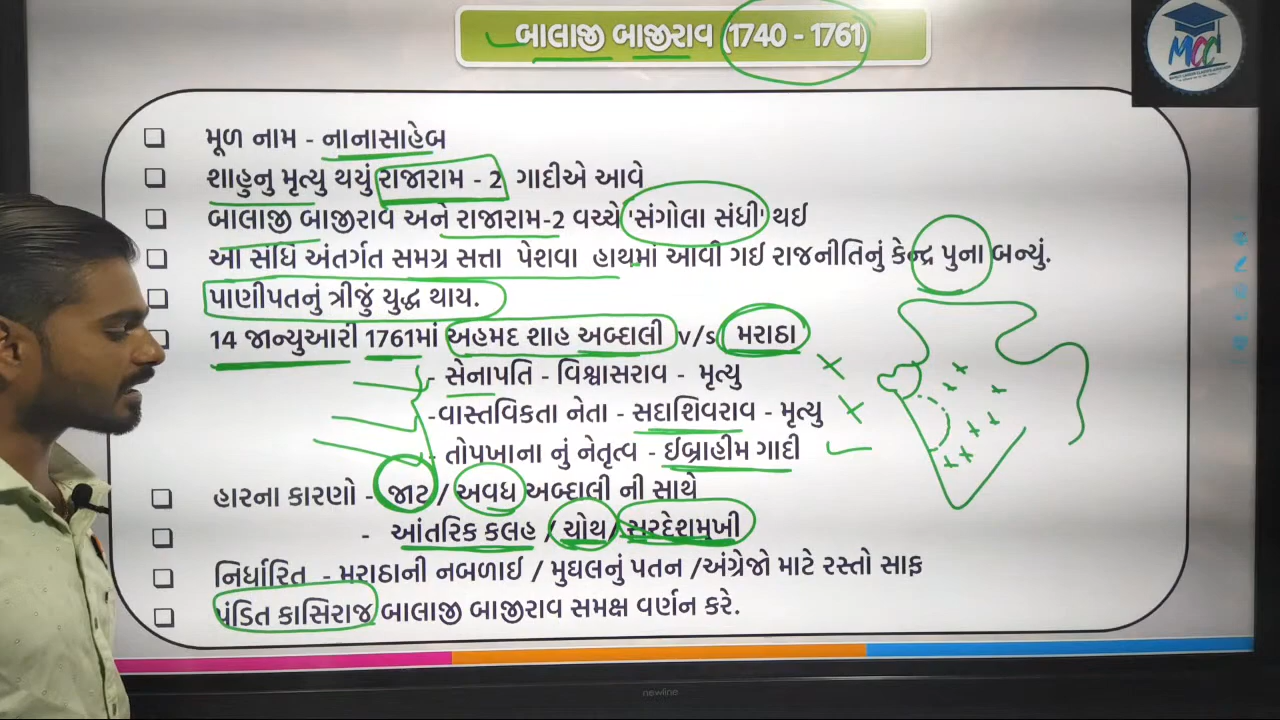 બાલાજી બાજીરાવ (1740 - 1761)
MCC
❑ મૂળ નામ - નાનાસાહેબ
❑ શાહુનુ મૃત્યુ થયું રાજારામ - 2 ગાદીએ આવે
❑ બાલાજી બાજીરાવ અને રાજારામ-2 વચ્ચે 'સંગોલા સંધી' થઈ
❑ આ સંધિ અંતર્ગત સમગ્ર સત્તા પેશવા હાથમાં આવી ગઈ રાજનીતિનું કેન્દ્ર પુના બન્યું.
❑ પાણીપતનું ત્રીજું યુદ્ધ થાય.
❑ 14 જાન્યુઆરી 1761માં અહમદ શાહ અબ્દાલી v/s મરાઠા
- સેનાપતિ - વિશ્વાસરાવ - મૃત્યુ
-વાસ્તવિકતા નેતા - સદાશિવરાવ - મૃત્યુ
- તોપખાના નું નેતૃત્વ - ઈબ્રાહીમ ગાદી
❑ હારના કારણો - જાટ / અવધ અબ્દાલી ની સાથે
❑ - આંતરિક કલહ / ચોથ/ સરદેશમુખી
❑ નિર્ધારિત - મરાઠાની નબળાઈ / મુઘલનું પતન /અંગ્રેજો માટે રસ્તો સાફ
❑ પંડિત કાસિરાજ બાલાજી બાજીરાવ સમક્ષ વર્ણન કરે.
newline